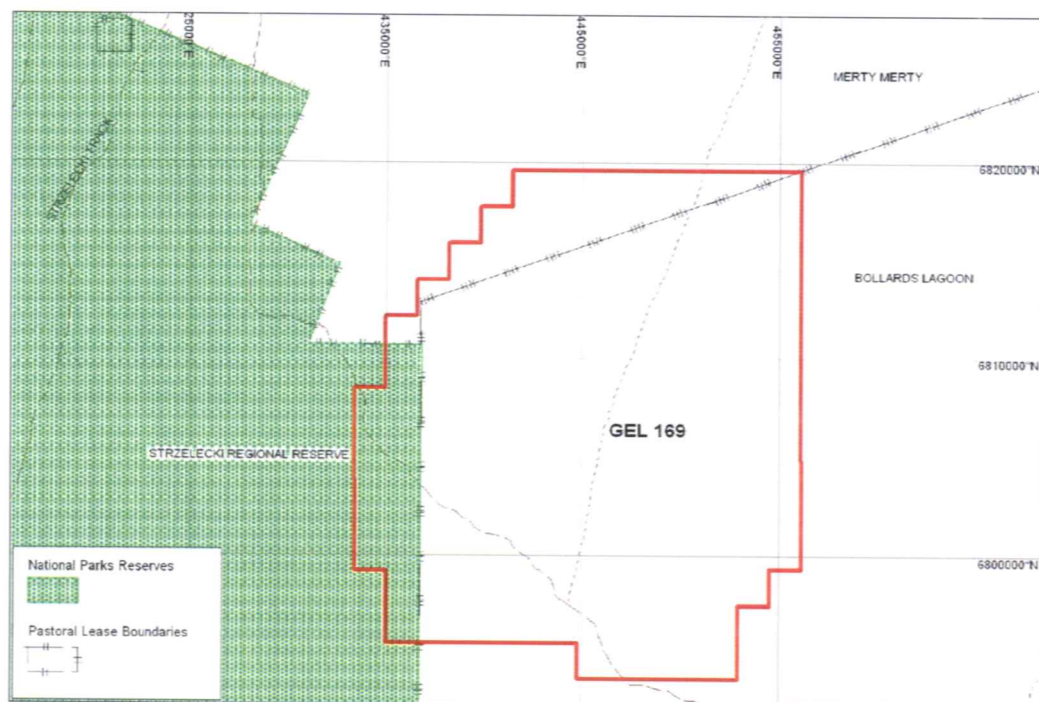 25000°E
435000°E
445000°E
455000°E
MERTY MERTY
STRZELECKI TRACK
6820000°N
BOLLARDS LAGOON
6810000°N
GEL 169
STRZELECKI REGIONAL RESERVE
6800000°N
National Parks Reserves
Pastoral Lease Boundaries